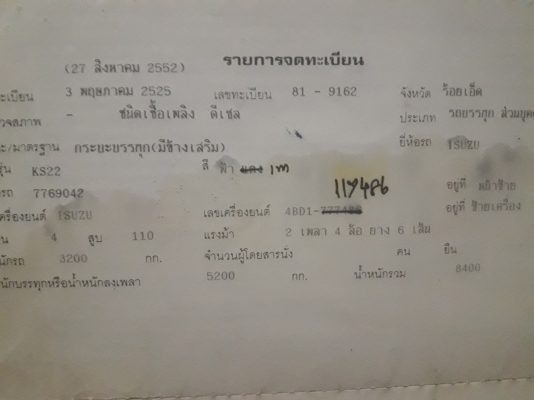 (27 สิงหาคม 2552) รายการจดทะเบียน
ทะเบียน 3 พฤษภาคม 2525 เลขทะเบียน 81 - 9162 จังหวัด ร้อยเอ็ด
- ชนิดเชื้อเพลิง ดีเซล ประเภท รถบรรทุก ส่วนบุคค
/มาตรฐาน กระบะบรรทุก(มีข้างเสริม) ยี่ห้อรถ ISUZU
รุ่น KS22 สี ฟ้า แดง เทา
รถ 7769042 119486 อยู่ที่
ครื่องยนต์ ISUZU เลขเครื่องยนต์ 4BD1- อยู่ที่ ซ้ายเครื่อง
4 สูบ 110 แรงม้า 2 เพลา 4 ล้อ ยาง 6 เส้น
นักรถ 3200 กก. จำนวนผู้โดยสารนั่ง คน ยืน
นักบรรทุกหรือน้ำหนักลงเพลา 5200 กก. น้ำหนักรวม 8400